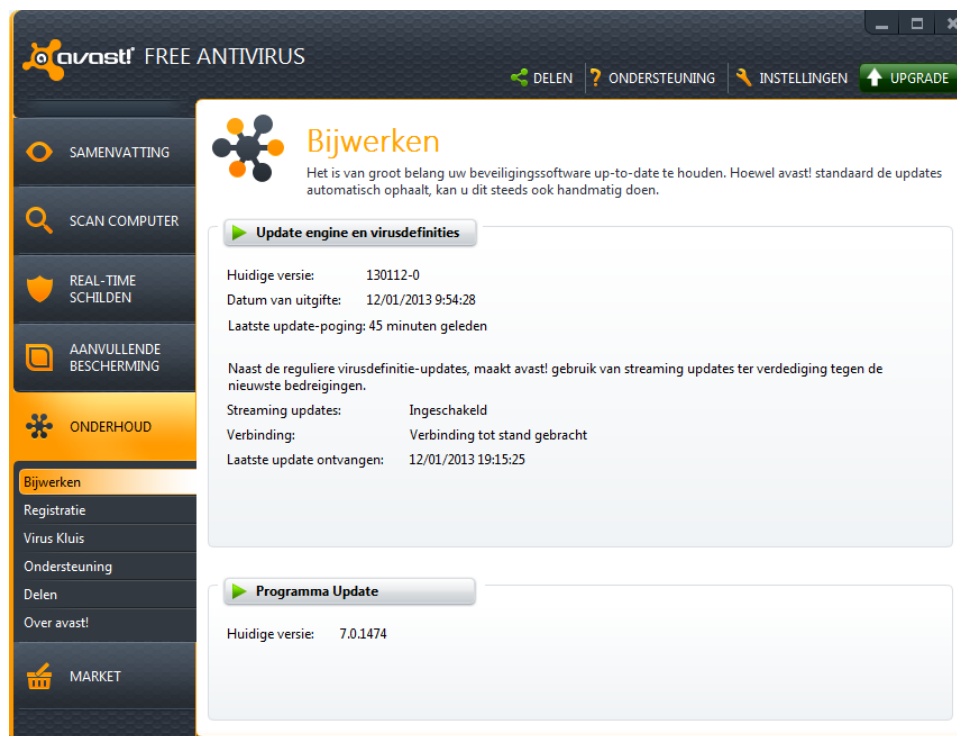 avast! FREE ANTIVIRUS
DELEN
ONDERSTEUNING
INSTELLINGEN
UPGRADE
SAMENVATTING
SCAN COMPUTER
REAL-TIME
SCHILDEN
AANVULLENDE
BESCHERMING
ONDERHOUD
Bijwerken
Registratie
Virus Kluis
Ondersteuning
Delen
Over avast!
MARKET
Bijwerken
Het is van groot belang uw beveiligingssoftware up-to-date te houden. Hoewel avast! standaard de updates
automatisch ophaalt, kan u dit steeds ook handmatig doen.
Update engine en virusdefinities
Huidige versie: 130112-0
Datum van uitgifte: 12/01/2013 9:54:28
Laatste update-poging: 45 minuten geleden
Naast de reguliere virusdefinitie-updates, maakt avast! gebruik van streaming updates ter verdediging tegen de
nieuwste bedreigingen.
Streaming updates: Ingeschakeld
Verbinding: Verbinding tot stand gebracht
Laatste update ontvangen: 12/01/2013 19:15:25
Programma Update
Huidige versie: 7.0.1474